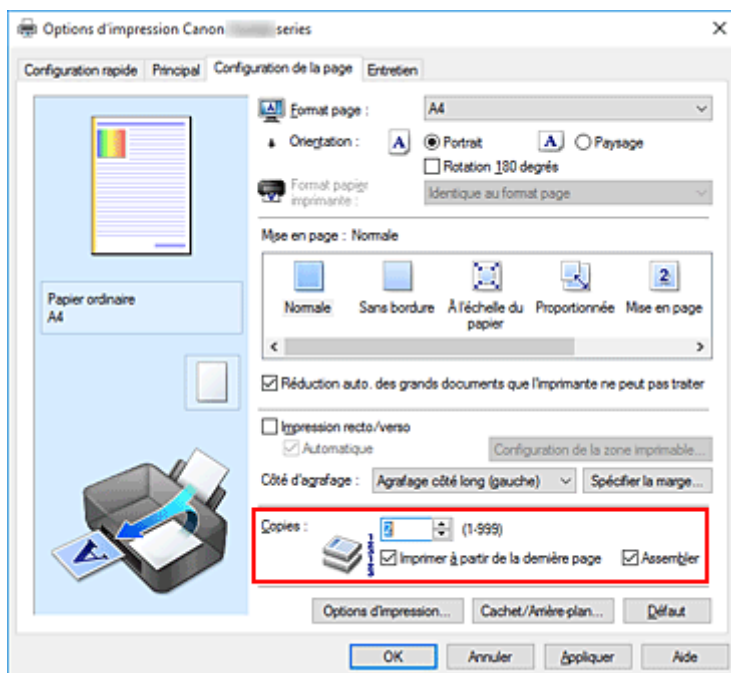 Options d'impression Canon series
Configuration rapide Principal Configuration de la page Entretien
Format page : A4
Orientation : A Portrait A Paysage
Rotation 180 degrés
Format papier imprimante : Identique au format page
Mise en page : Normale
Normale Sans bordure À l'échelle du papier Proportionnée Mise en page
2
Papier ordinaire
A4
Réduction auto. des grands documents que l'imprimante ne peut pas traiter
Impression recto/verso
Automatique Configuration de la zone imprimable...
Côté d'agrafage : Agrafage côté long (gauche) Spécifier la marge...
Copies : 2 (1-999)
Imprimer à partir de la dernière page Assembler
Options d'impression... Cachet/Arrière-plan... Défaut
OK Annuler Appliquer Aide